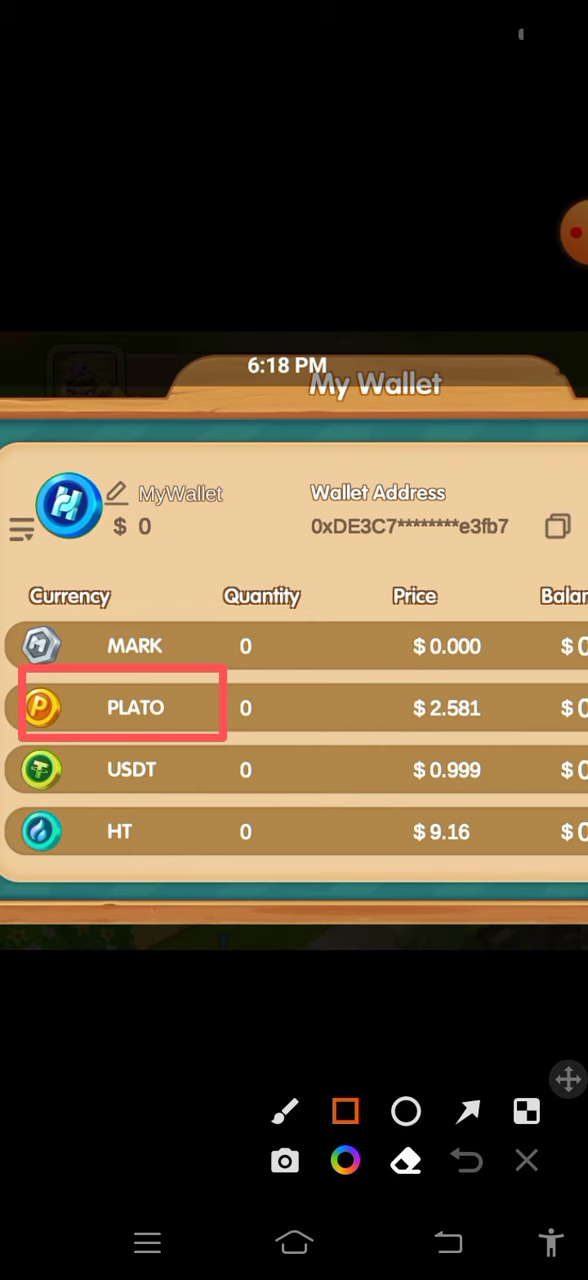 6:18 PM
My Wallet
MyWallet
$ 0
Wallet Address
0xDE3C7********e3fb7
Currency Quantity Price Balan
MARK 0 $ 0.000 $ 0
PLATO 0 $ 2.581 $ 0
USDT 0 $ 0.999 $ 0
HT 0 $ 9.16 $ 0